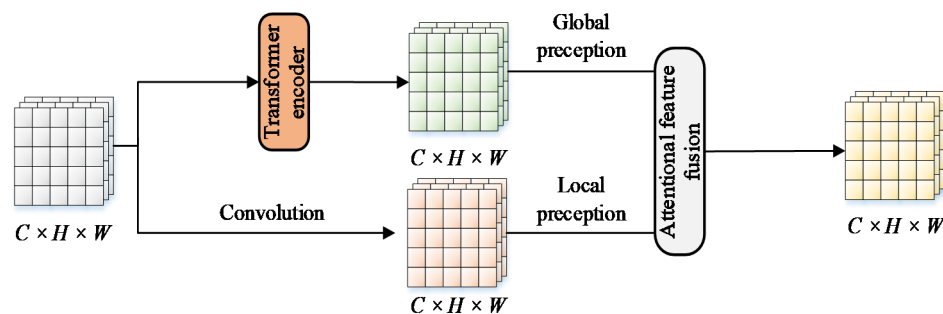 C × H × W
Transformer
encoder
Convolution
C × H × W
C × H × W
Global
preception
Local
preception
Attentional feature
fusion
C × H × W